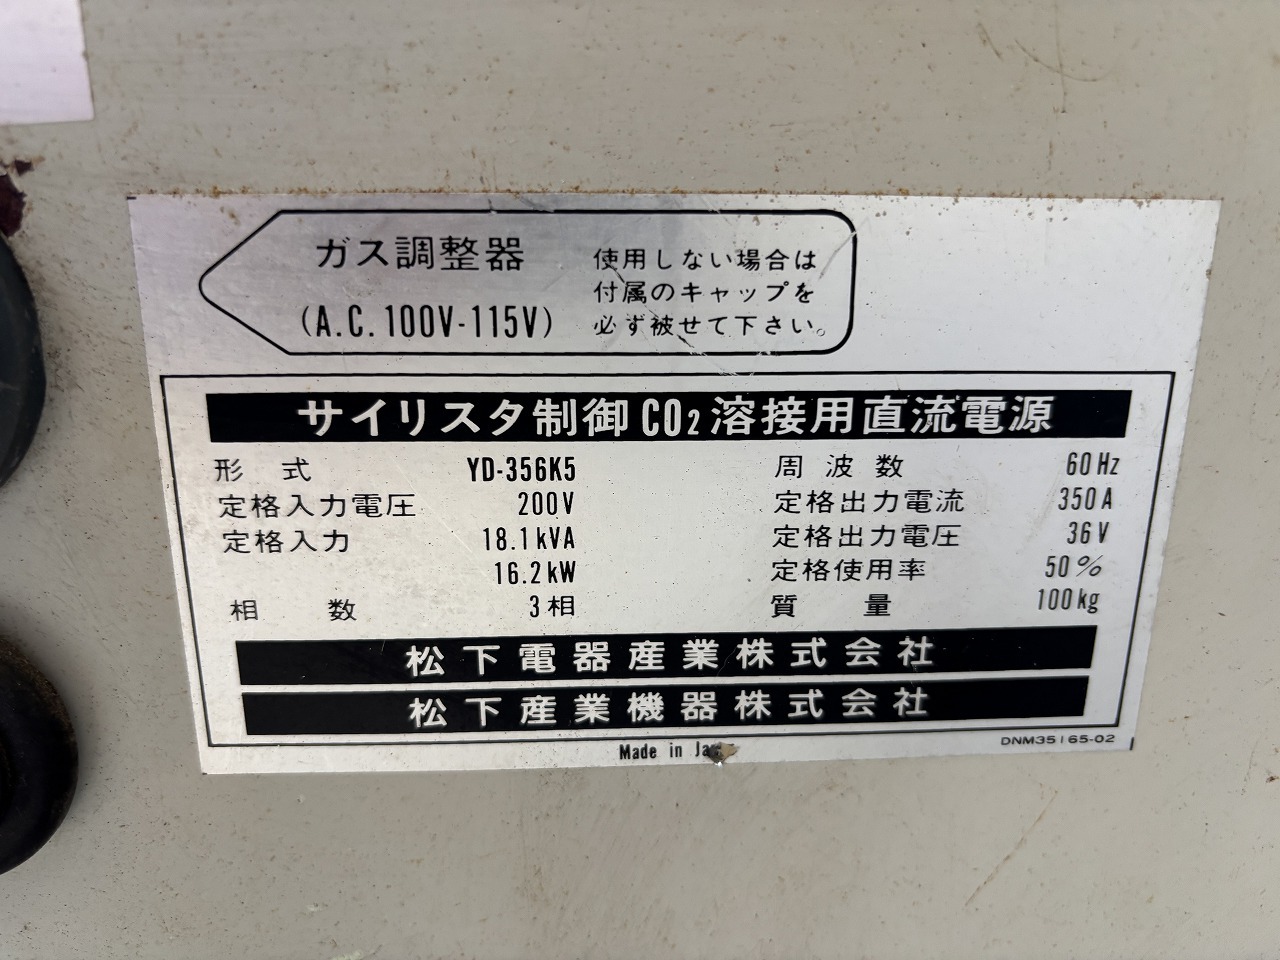 ガス調整器
(A.C.100V-115V)
使用しない場合は
付属のキャップを
必ず被せて下さい。
サイリスタ制御CO₂溶接用直流電源
形式 YD-356K5
定格入力電圧 200V
定格入力 18.1kVA
16.2kW
相数 3相
周波数 60Hz
定格出力電流 350A
定格出力電圧 36V
定格使用率 50%
質量 100kg
松下電器産業株式会社
松下産業機器株式会社
Made in
DNM35165-02